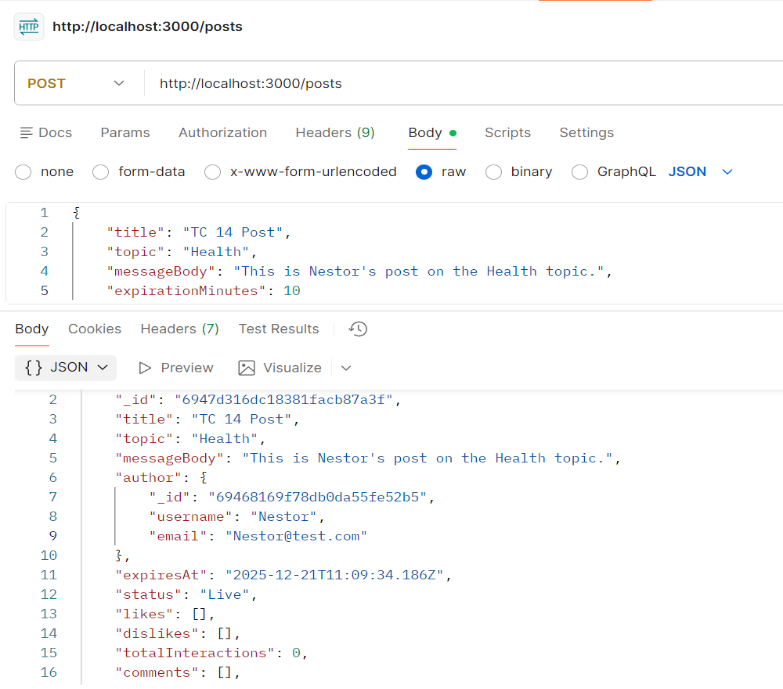 HTTP http://localhost:3000/posts
POST http://localhost:3000/posts
Docs Params Authorization Headers (9) Body Scripts Settings
none form-data x-www-form-urlencoded raw binary GraphQL JSON
1 {
2 "title": "TC 14 Post",
3 "topic": "Health",
4 "messageBody": "This is Nestor's post on the Health topic.",
5 "expirationMinutes": 10
Body Cookies Headers (7) Test Results
{} JSON Preview Visualize
2 "_id": "6947d316dc18381facb87a3f",
3 "title": "TC 14 Post",
4 "topic": "Health",
5 "messageBody": "This is Nestor's post on the Health topic.",
6 "author": {
7 "_id": "69468169f78db0da55fe52b5",
8 "username": "Nestor",
9 "email": "Nestor@test.com"
10 },
11 "expiresAt": "2025-12-21T11:09:34.186Z",
12 "status": "Live",
13 "likes": [],
14 "dislikes": [],
15 "totalInteractions": 0,
16 "comments": [],